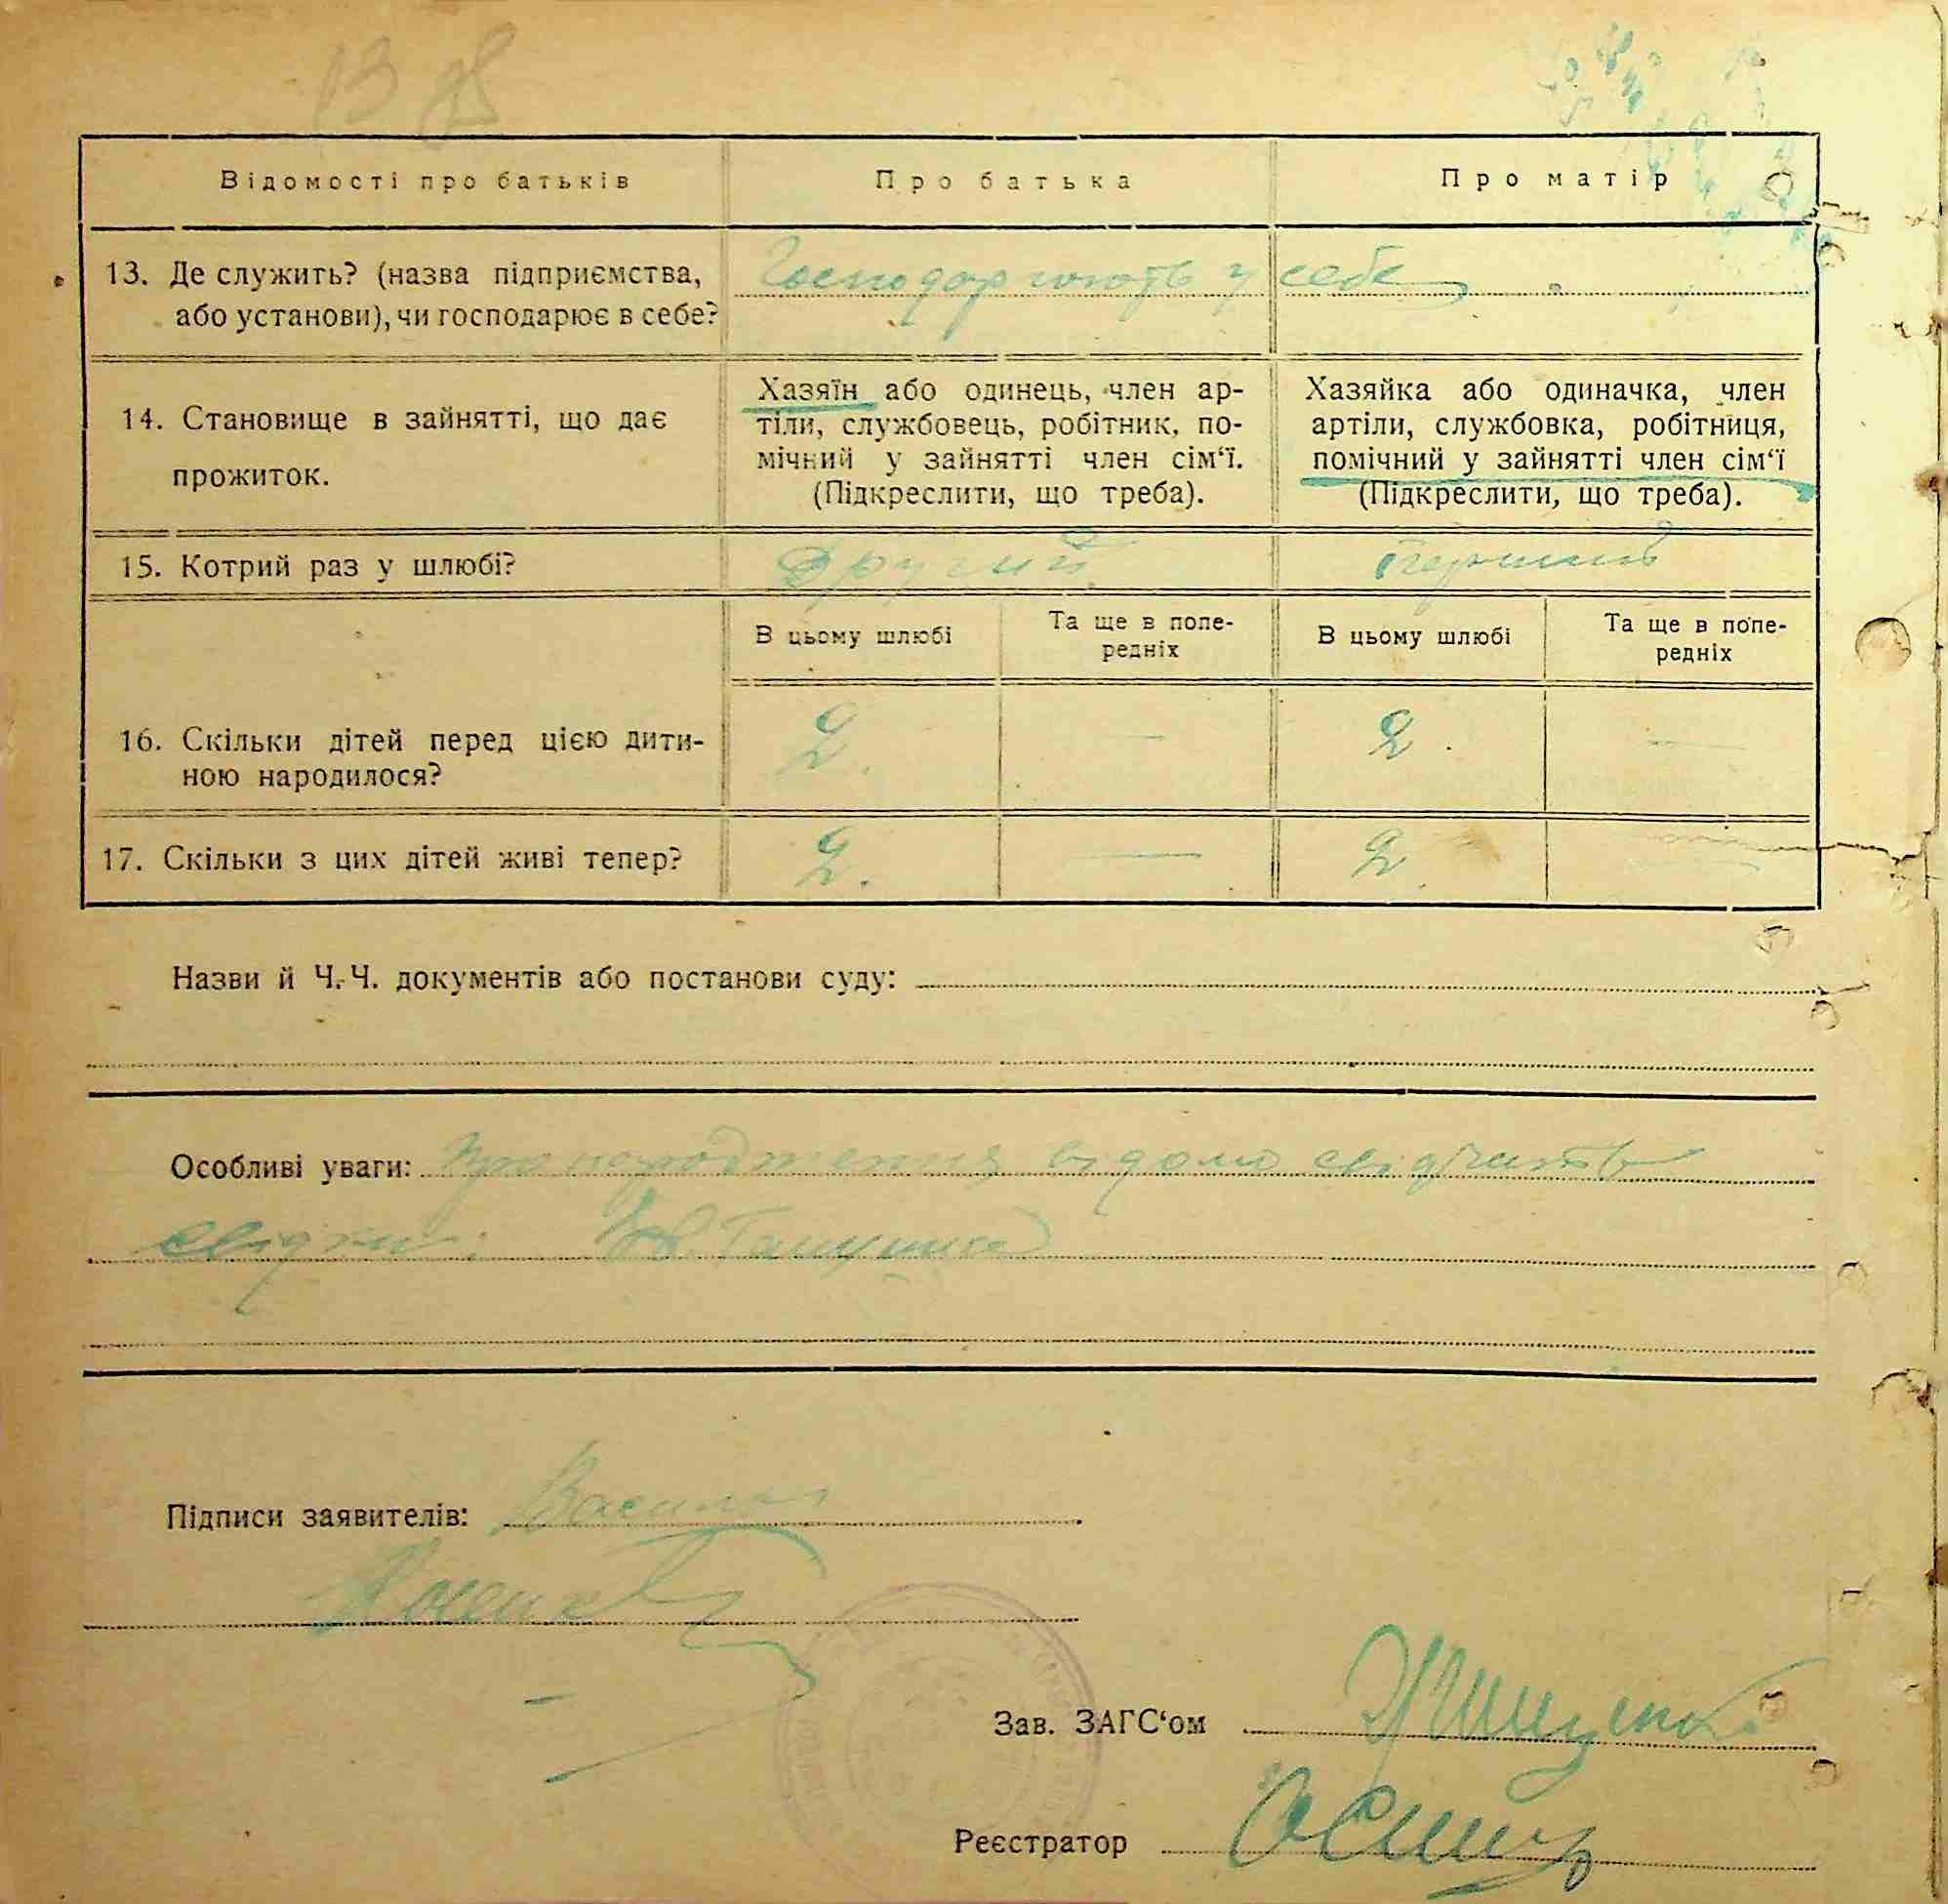 Відомості про батьків
Про батька
Про матір
13. Де служить? (назва підприємства,
або установи), чи господарює в себе?
Господарюють у себе
14. Становище в зайнятті, що дає
прожиток.
Хазяїн або одинець, член ар-
тіли, службовець, робітник, по-
мічний у зайнятті член сім‘ї.
(Підкреслити, що треба).
Хазяйка або одиначка, член
артіли, службовка, робітниця,
помічний у зайнятті член сім‘ї
(Підкреслити, що треба).
15. Котрий раз у шлюбі?
другий
В цьому шлюбі
Та ще в попе-
редніх
В цьому шлюбі
Та ще в попе-
редніх
16. Скільки дітей перед цією дити-
ною народилося?
2. — 2. —
17. Скільки з цих дітей живі тепер?
2. — 2. —
Назви й Ч.-Ч. документів або постанови суду:
Особливі уваги: Про народження відомо свідчать
свідки:
Підписи заявителів:
Зав. ЗАГС‘ом
Реєстратор